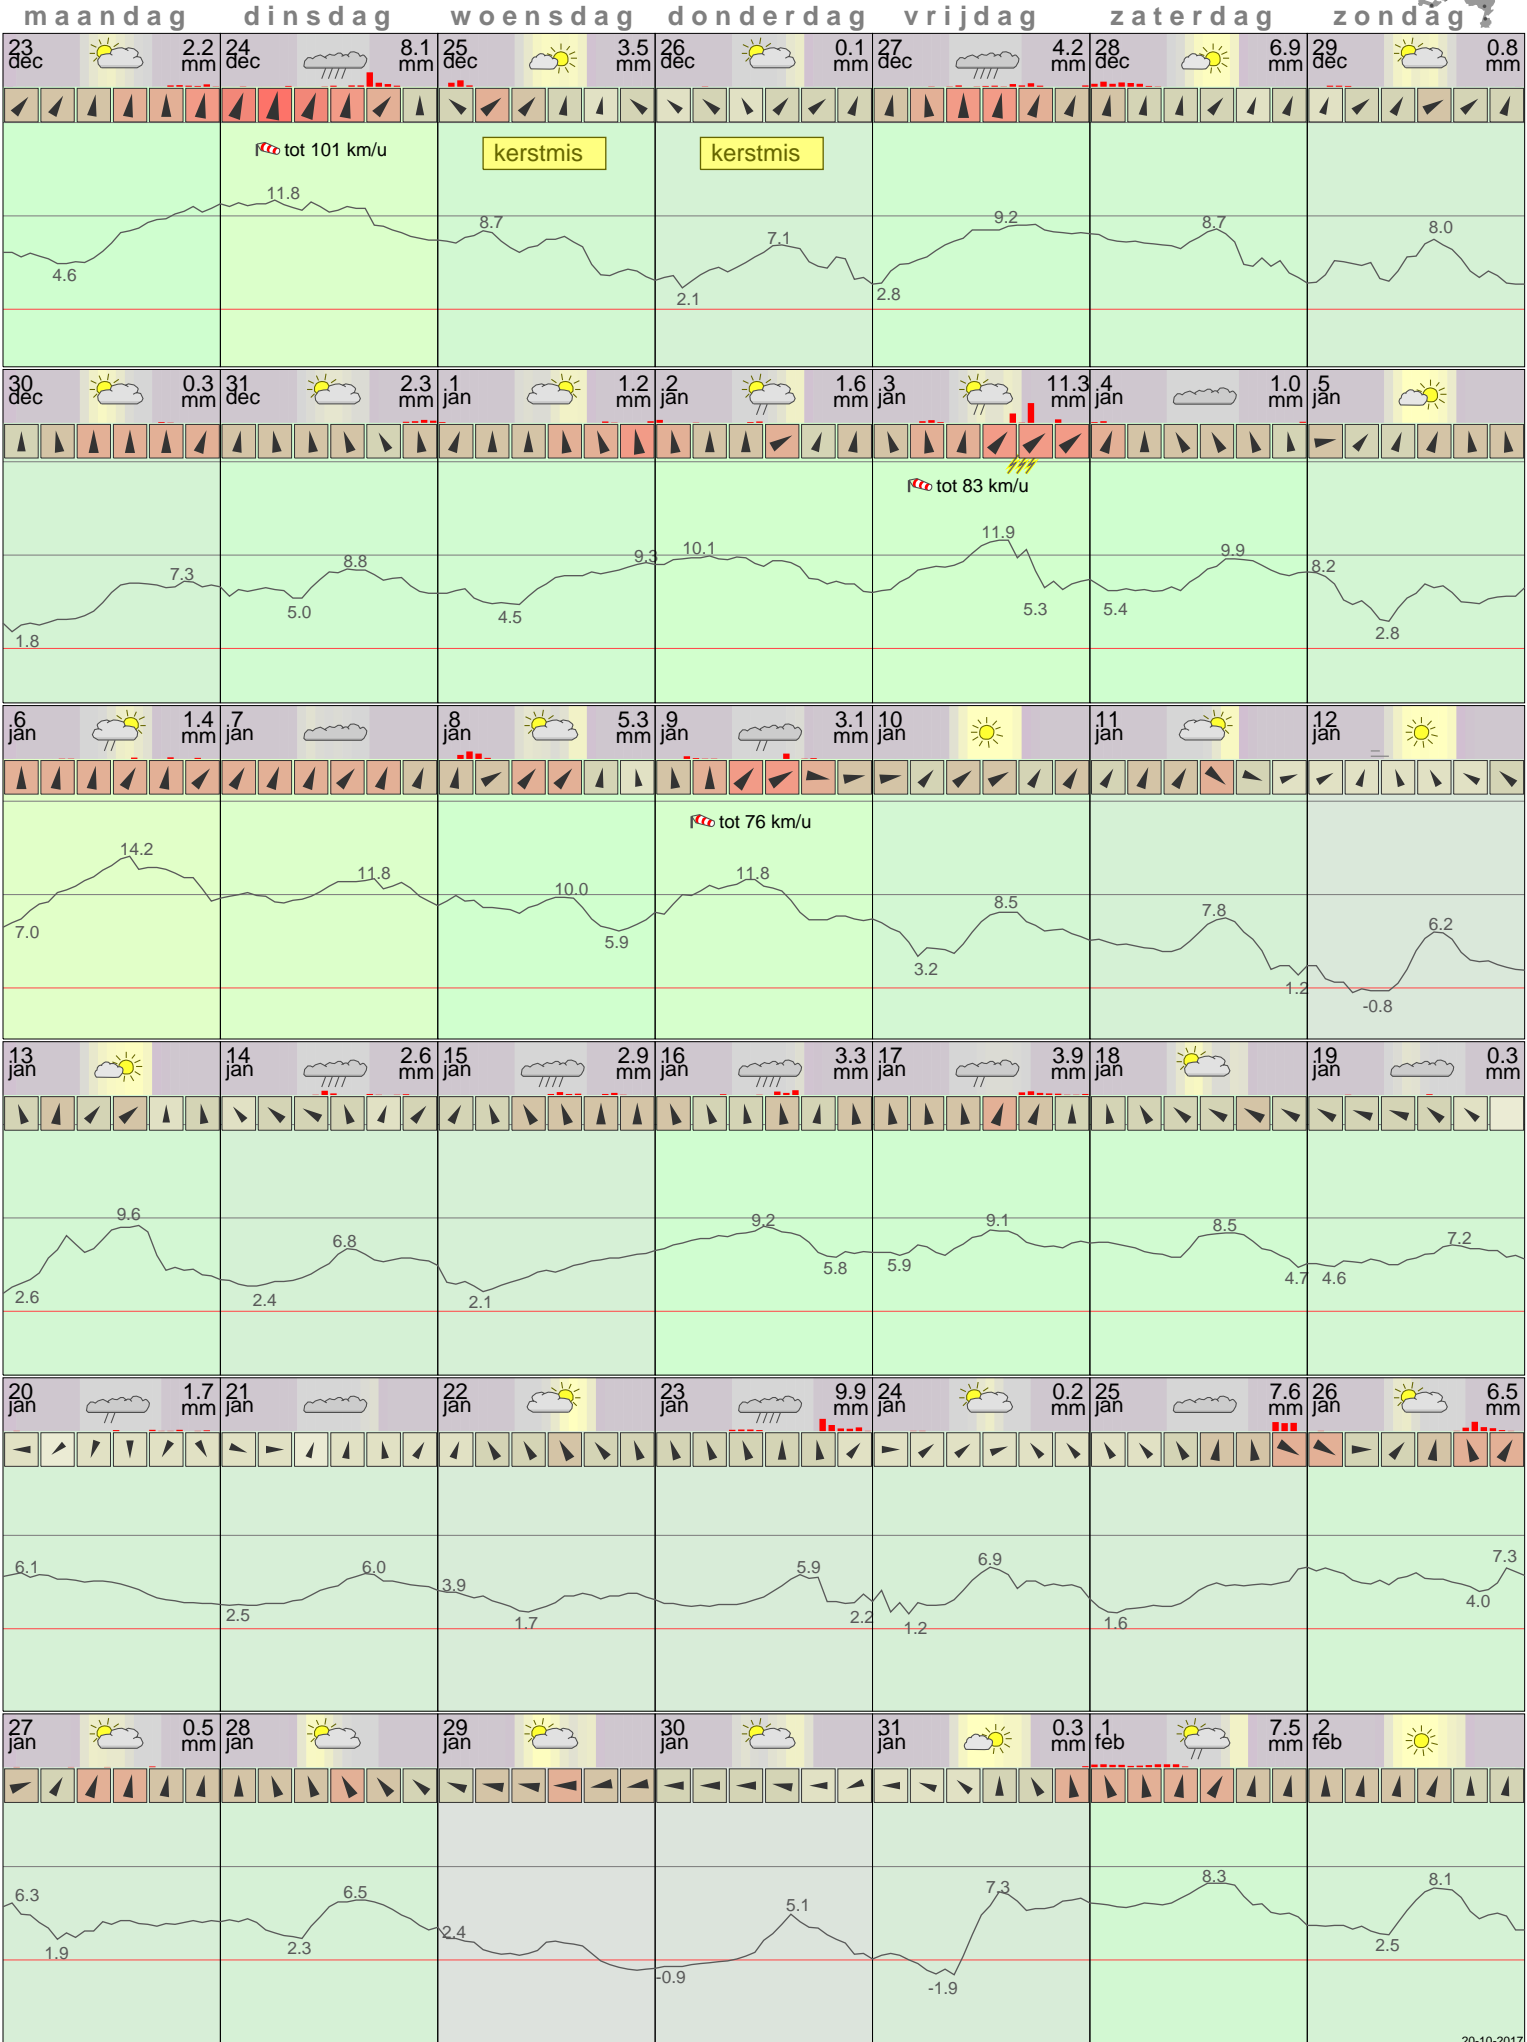 maandag dinsdag woensdag donderdag vrijdag zaterdag zondag
23 dec 2.2 mm 24 dec 8.1 mm 25 dec 3.5 mm 26 dec 0.1 mm 27 dec 4.2 mm 28 dec 6.9 mm 29 dec 0.8 mm
tot 101 km/u kerstmis kerstmis
4.6 11.8 8.7 2.1 7.1 2.8 9.2 8.7 8.0
30 dec 0.3 mm 31 dec 2.3 mm 1 jan 1.2 mm 2 jan 1.6 mm 3 jan 11.3 mm 4 jan 1.0 mm 5 jan
tot 83 km/u
1.8 7.3 5.0 8.8 4.5 9.3 10.1 11.9 5.3 5.4 9.9 8.2 2.8
6 jan 1.4 mm 7 jan 8 jan 5.3 mm 9 jan 3.1 mm 10 jan 11 jan 12 jan
tot 76 km/u
7.0 14.2 11.8 10.0 5.9 11.8 3.2 8.5 7.8 1.2 -0.8 6.2
13 jan 14 jan 2.6 mm 15 jan 2.9 mm 16 jan 3.3 mm 17 jan 3.9 mm 18 jan 19 jan 0.3 mm
2.6 9.6 2.4 6.8 2.1 9.2 5.8 5.9 9.1 8.5 4.7 4.6 7.2
20 jan 1.7 mm 21 jan 22 jan 23 jan 9.9 mm 24 jan 0.2 mm 25 jan 7.6 mm 26 jan 6.5 mm
6.1 2.5 6.0 3.9 1.7 5.9 2.2 1.2 6.9 1.6 4.0 7.3
27 jan 0.5 mm 28 jan 29 jan 30 jan 31 jan 0.3 mm 1 feb 7.5 mm 2 feb
6.3 1.9 2.3 6.5 2.4 -0.9 5.1 -1.9 7.3 8.3 2.5 8.1
20-10-2017